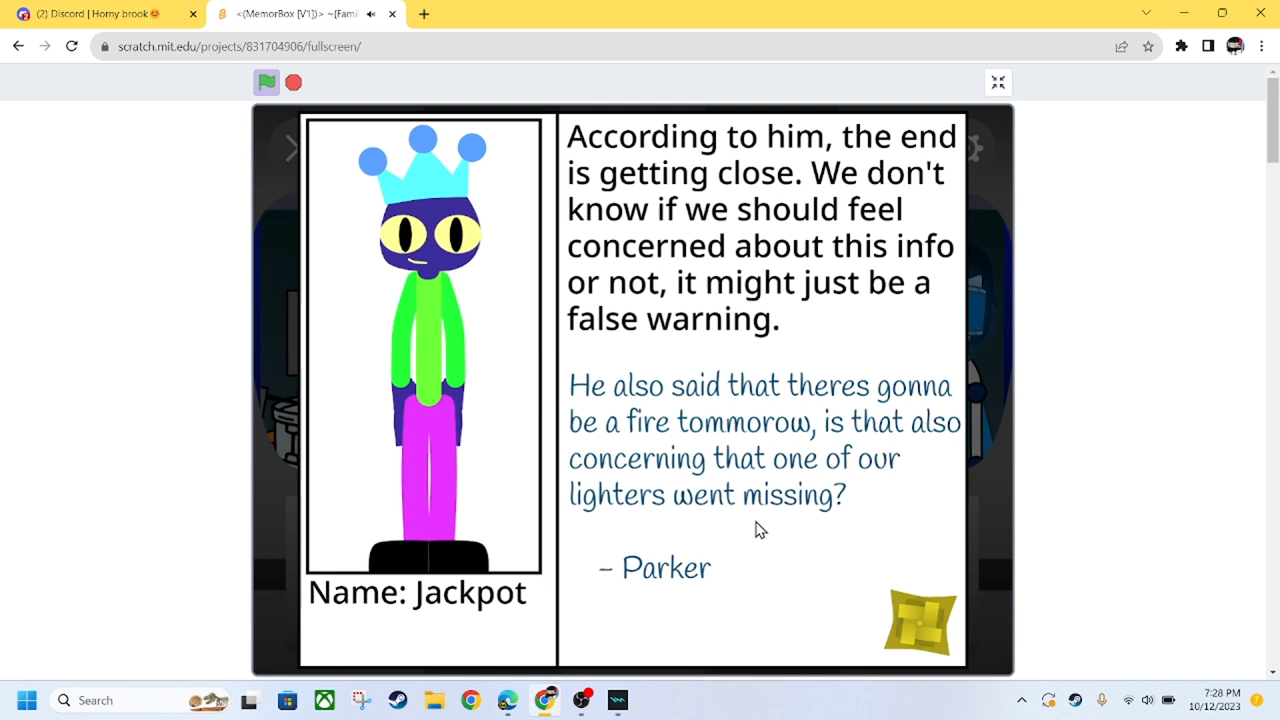 (2) Discord | Horny brook😍
<(MemorBox [V1])> ~{Fami
scratch.mit.edu/projects/831704906/fullscreen/
According to him, the end
is getting close. We don't
know if we should feel
concerned about this info
or not, it might just be a
false warning.
He also said that theres gonna
be a fire tommorow, is that also
concerning that one of our
lighters went missing?
- Parker
Name: Jackpot
Search
7:28 PM
10/12/2023
7